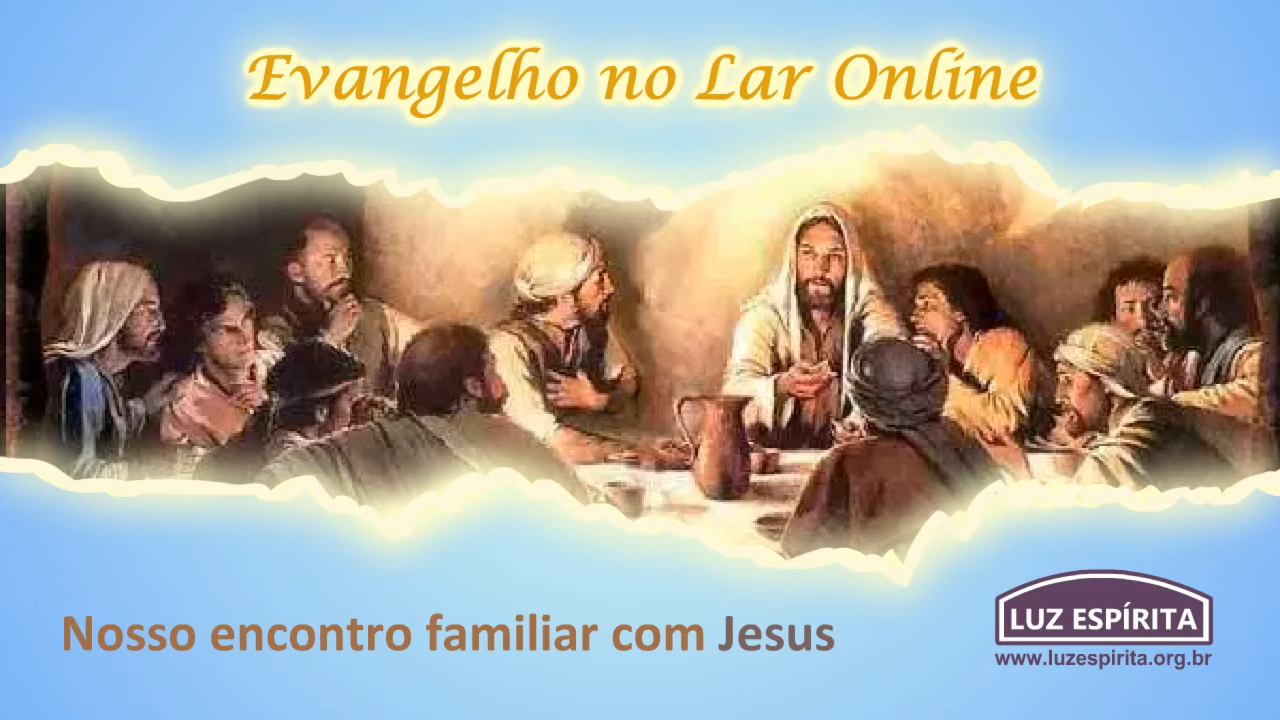 Evangelho no Lar Online
Nosso encontro familiar com Jesus
LUZ ESPÍRITA
www.luzespirita.org.br